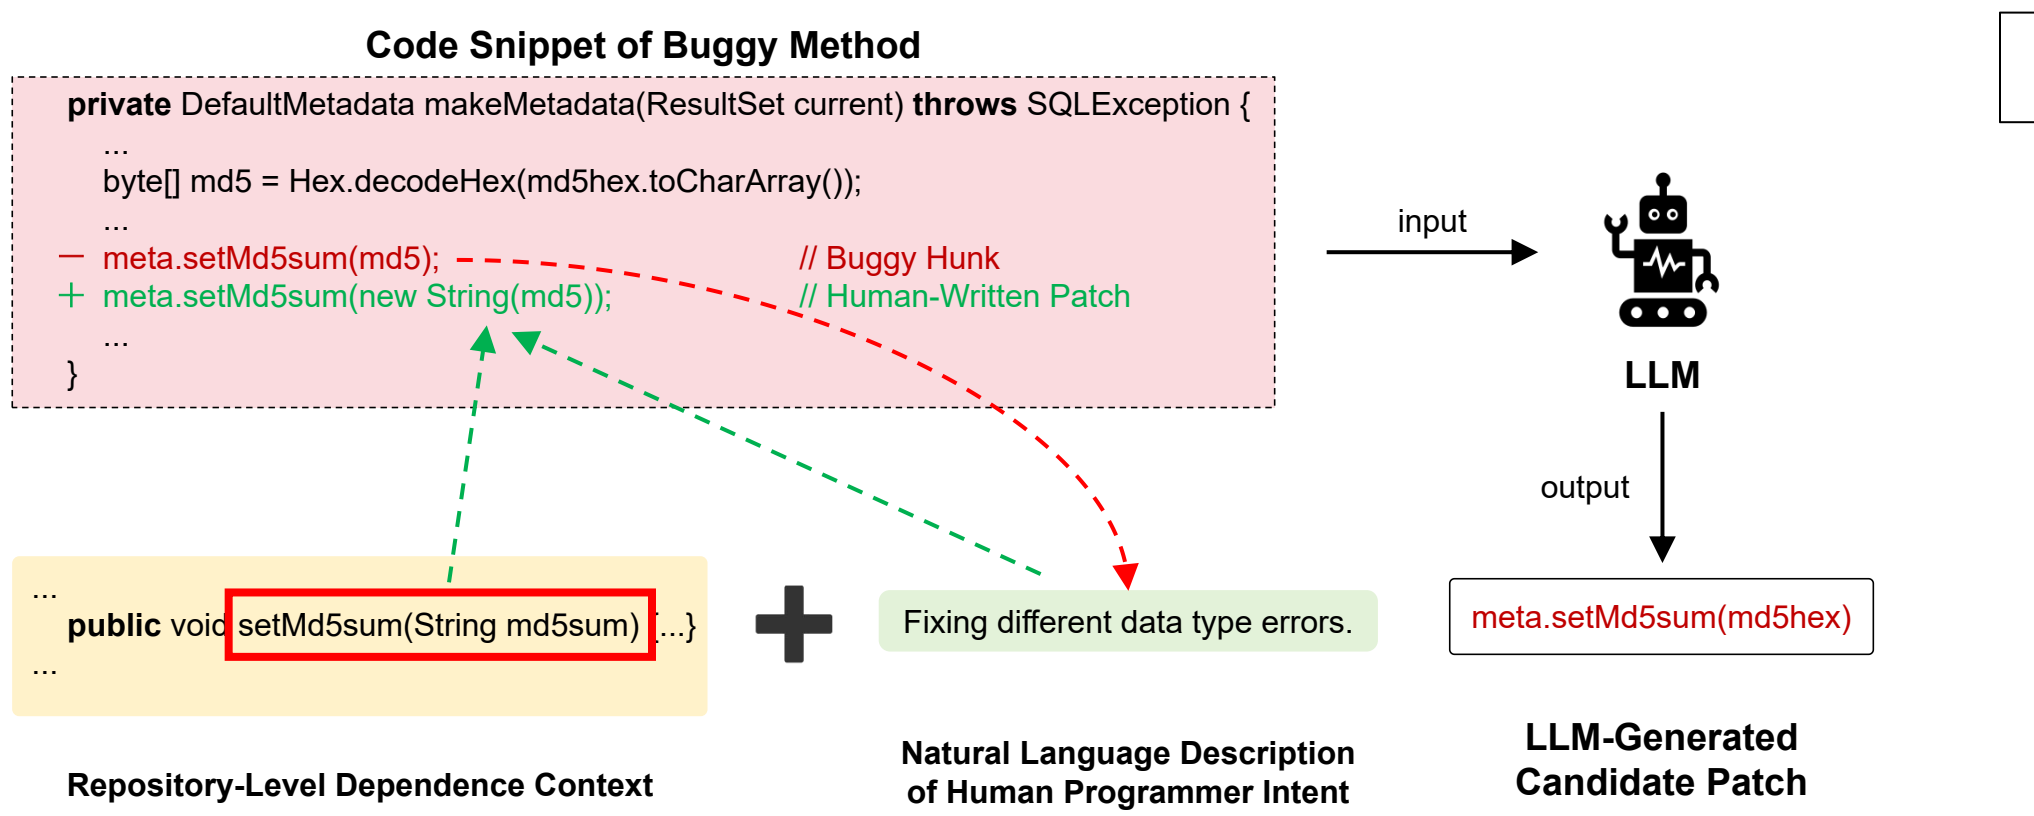 Code Snippet of Buggy Method
private DefaultMetadata makeMetadata(ResultSet current) throws SQLException {
...
byte[] md5 = Hex.decodeHex(md5hex.toCharArray());
...
— meta.setMd5sum(md5); // Buggy Hunk
+ meta.setMd5sum(new String(md5)); // Human-Written Patch
...
}
input
LLM
output
...
public void setMd5sum(String md5sum) {...}
...
Fixing different data type errors.
meta.setMd5sum(md5hex)
Repository-Level Dependence Context
Natural Language Description
of Human Programmer Intent
LLM-Generated
Candidate Patch